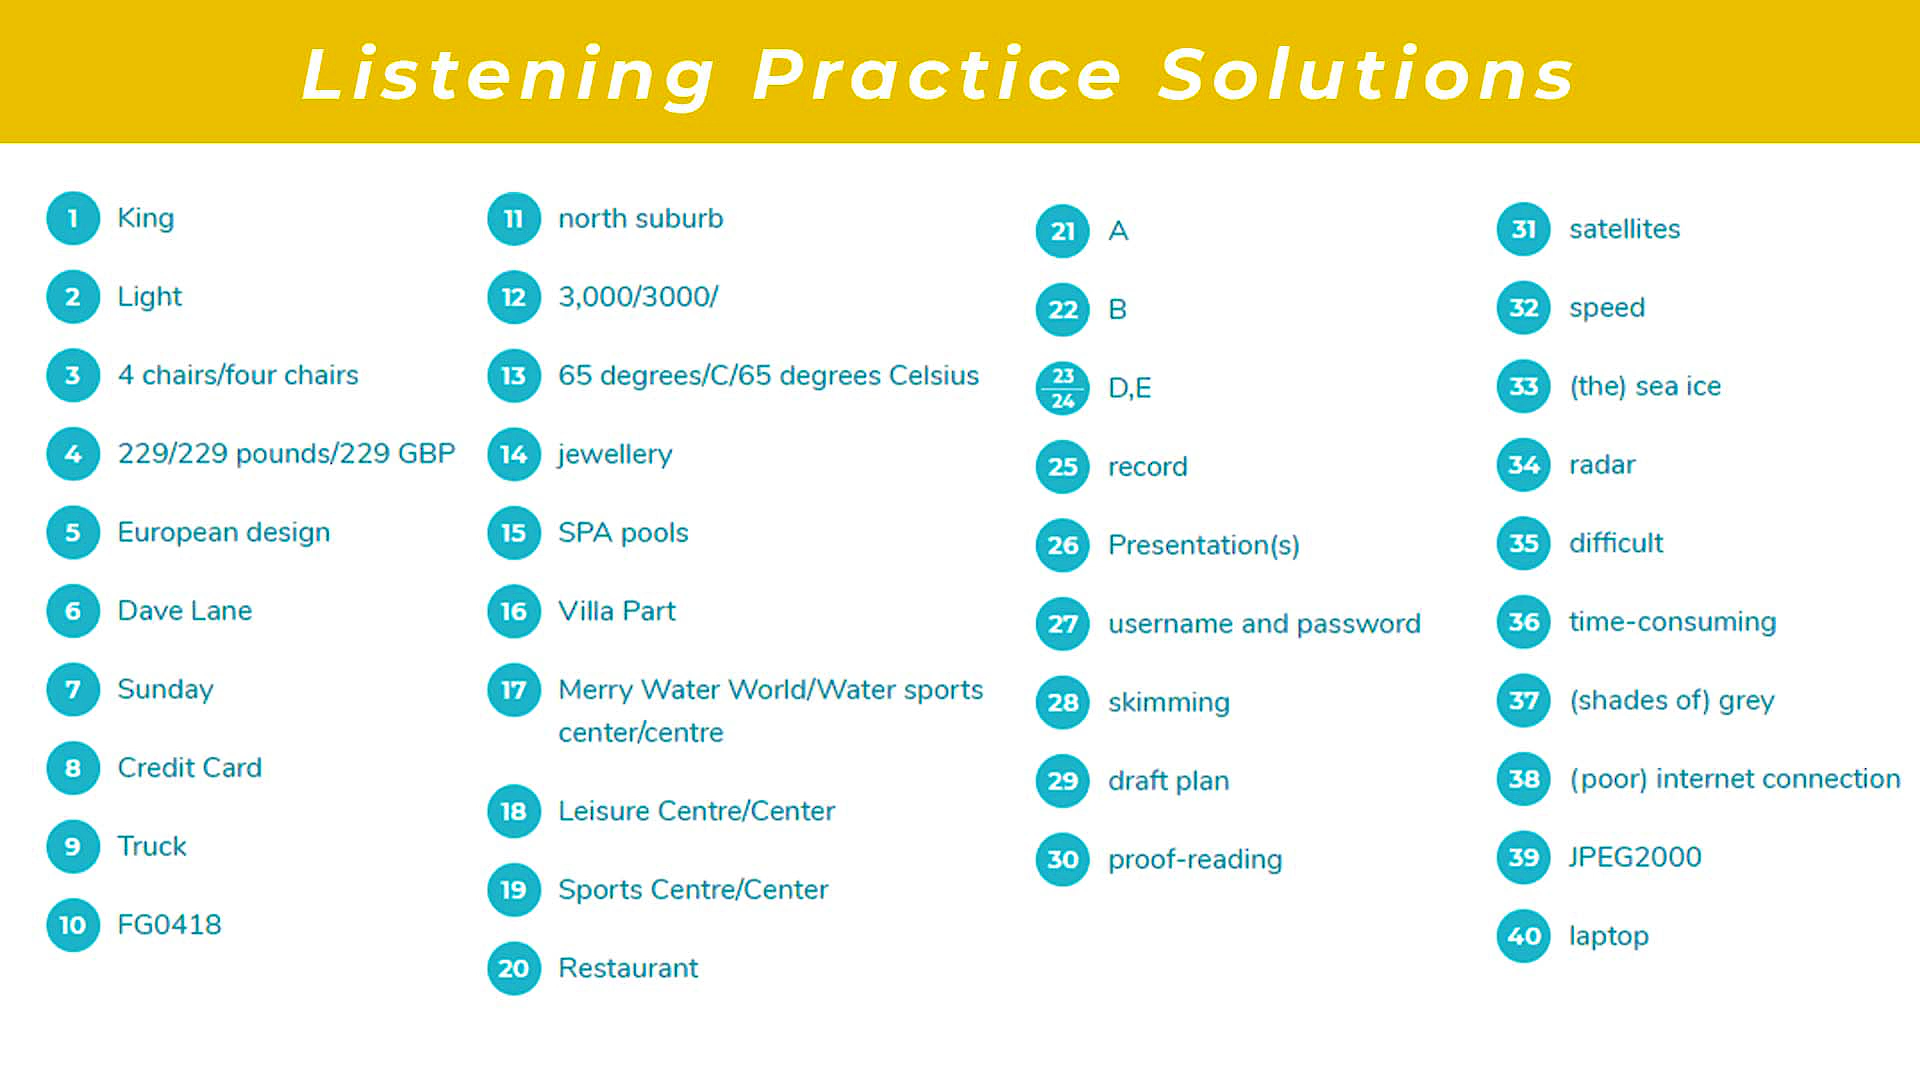 Listening Practice Solutions
1 King
2 Light
3 4 chairs/four chairs
4 229/229 pounds/229 GBP
5 European design
6 Dave Lane
7 Sunday
8 Credit Card
9 Truck
10 FG0418
11 north suburb
12 3,000/3000/
13 65 degrees/C/65 degrees Celsius
14 jewellery
15 SPA pools
16 Villa Part
17 Merry Water World/Water sports
center/centre
18 Leisure Centre/Center
19 Sports Centre/Center
20 Restaurant
21 A
22 B
23
24 D,E
25 record
26 Presentation(s)
27 username and password
28 skimming
29 draft plan
30 proof-reading
31 satellites
32 speed
33 (the) sea ice
34 radar
35 difficult
36 time-consuming
37 (shades of) grey
38 (poor) internet connection
39 JPEG2000
40 laptop